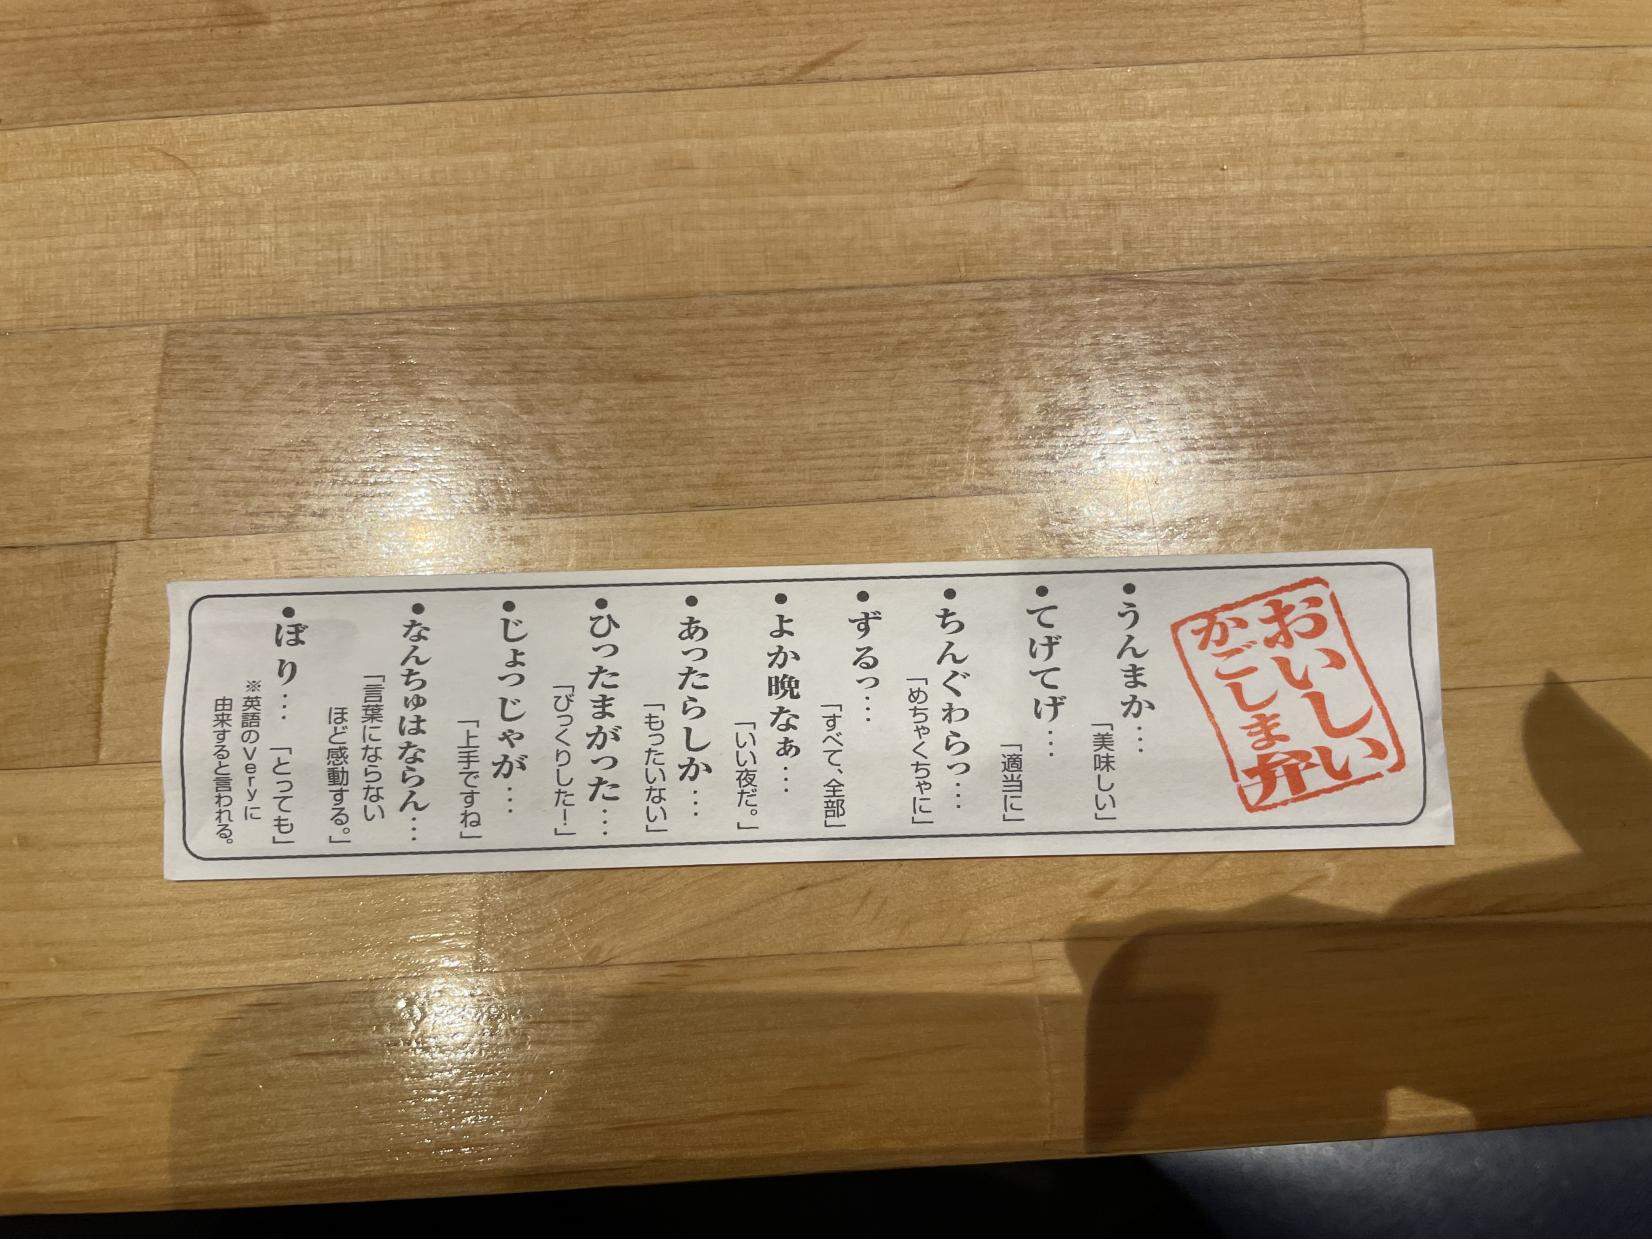 おいしい
かごしま弁
●うんまか…
「美味しい」
●てげてげ…
「適当に」
●ちんぐわらっ…
「めちゃくちゃに」
●ずるっ…
「すべて、全部」
●よか晩なぁ…
「いい夜だ。」
●あったらしか…
「もったいない」
●ひったまがった…
「びっくりした!」
●じょっじゃが…
「上手ですね」
●なんちゅはならん…
「言葉にならない
ほど感動する。」
●ぼり…「とっても」
※英語のveryに
由来すると言われる。